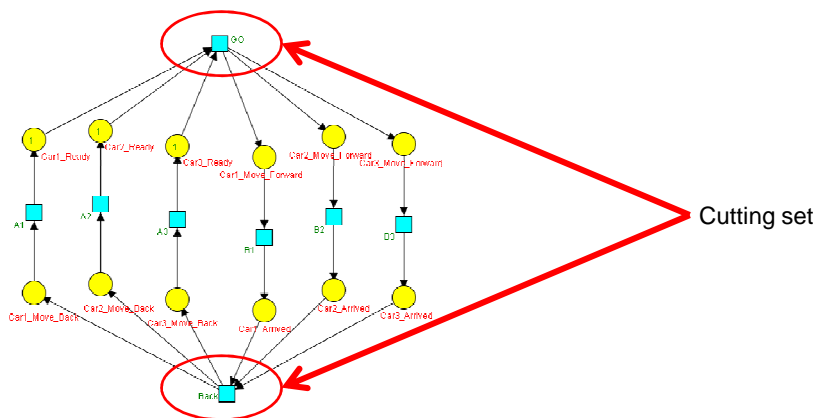 GO
1
1
1
Car1_Ready
Car2_Ready
Car3_Ready
Car1_Move_Forward
Car2_Move_Forward
Car3_Move_Forward
A1
A2
A3
B1
B2
B3
Cutting set
Car1_Move_Back
Car2_Move_Back
Car3_Move_Back
Car1_Arrived
Car2_Arrived
Car3_Arrived
Back